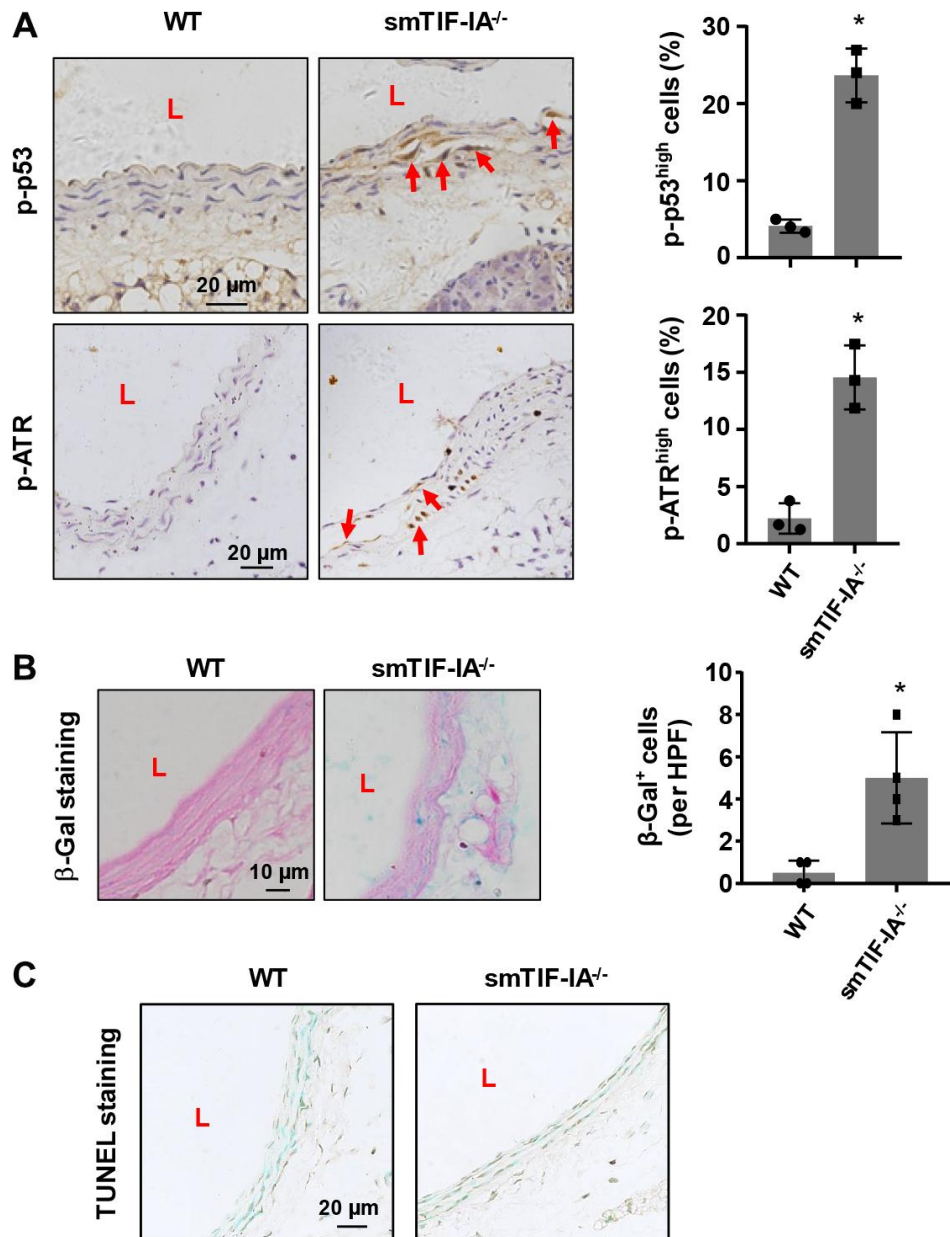 A
WT
smTIF-IA-/-
p-p53
L
L
20 µm
p-p53high cells (%)
30
20
10
0
*
p-ATR
L
L
20 µm
p-ATRhigh cells (%)
20
15
10
5
0
*
WT
smTIF-IA-/-
B
WT
smTIF-IA-/-
β-Gal staining
L
L
10 µm
β-Gal+ cells
(per HPF)
10
8
6
4
2
0
*
WT
smTIF-IA-/-
C
WT
smTIF-IA-/-
TUNEL staining
L
L
20 µm